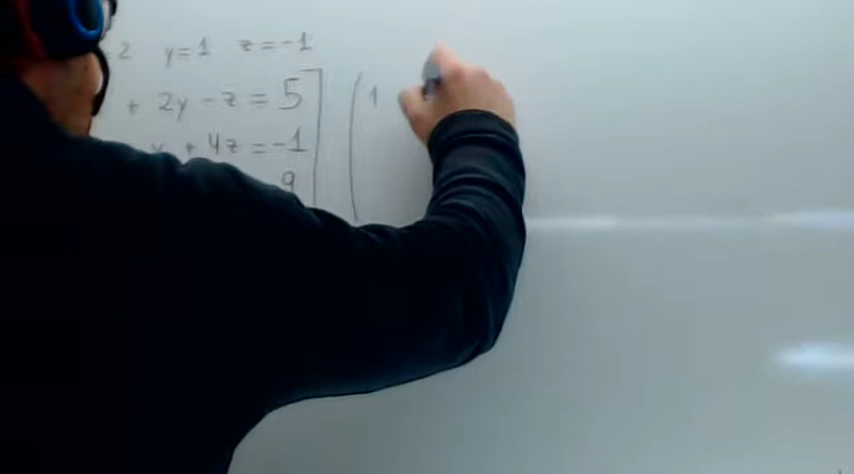 2 y=1 z=-1
+ 2y - z = 5
y + 4z = -1
9
( 1